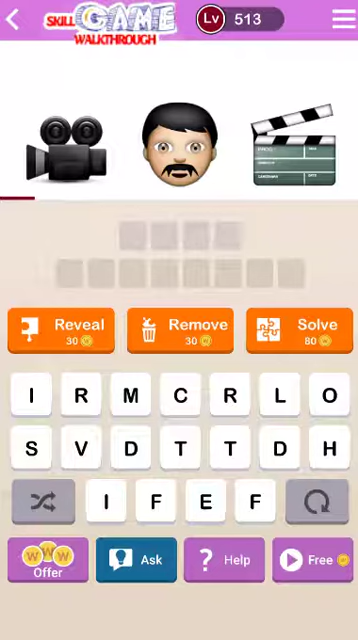 SKILL GAME
WALKTHROUGH
Lv 513
Reveal
30
Remove
30
Solve
80
I R M C R L O
S V D T T D H
I F E F
W W W
Offer
Ask
? Help
Free